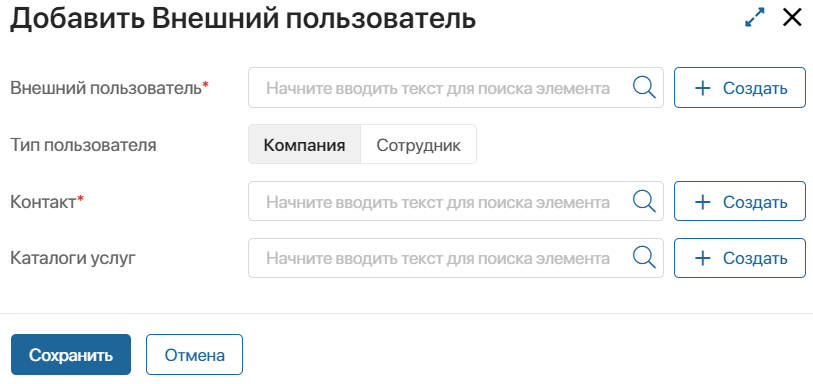 Добавить Внешний пользователь
Внешний пользователь* Начните вводить текст для поиска элемента + Создать
Тип пользователя Компания Сотрудник
Контакт* Начните вводить текст для поиска элемента + Создать
Каталоги услуг Начните вводить текст для поиска элемента + Создать
Сохранить Отмена